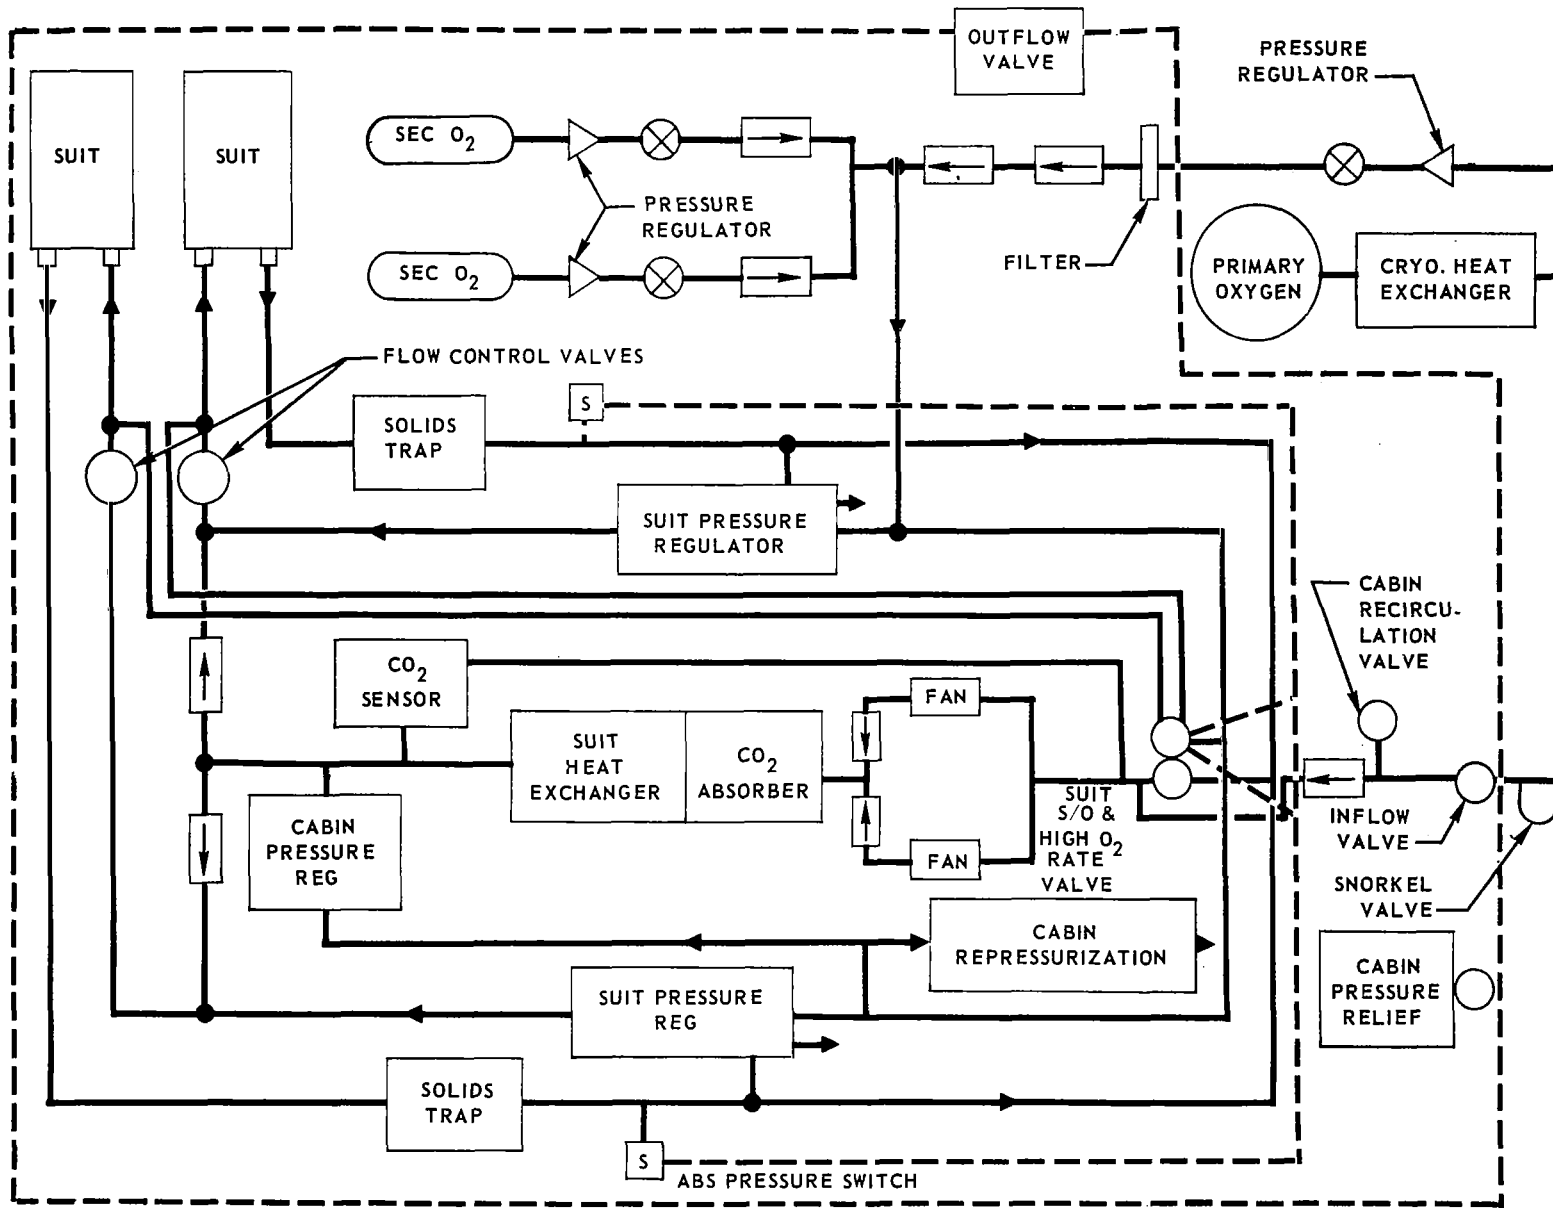 OUTFLOW
VALVE
PRESSURE
REGULATOR
SUIT
SUIT
SEC O2
PRESSURE
REGULATOR
SEC O2
FILTER
PRIMARY
OXYGEN
CRYO. HEAT
EXCHANGER
FLOW CONTROL VALVES
SOLIDS
TRAP
S
SUIT PRESSURE
REGULATOR
CABIN
RECIRCU-
LATION
VALVE
CO2
SENSOR
FAN
SUIT
HEAT
EXCHANGER
CO2
ABSORBER
SUIT
S/O &
HIGH O2
RATE
VALVE
CABIN
PRESSURE
REG
FAN
INFLOW
VALVE
SNORKEL
VALVE
CABIN
REPRESSURIZATION
SUIT PRESSURE
REG
CABIN
PRESSURE
RELIEF
SOLIDS
TRAP
S
ABS PRESSURE SWITCH